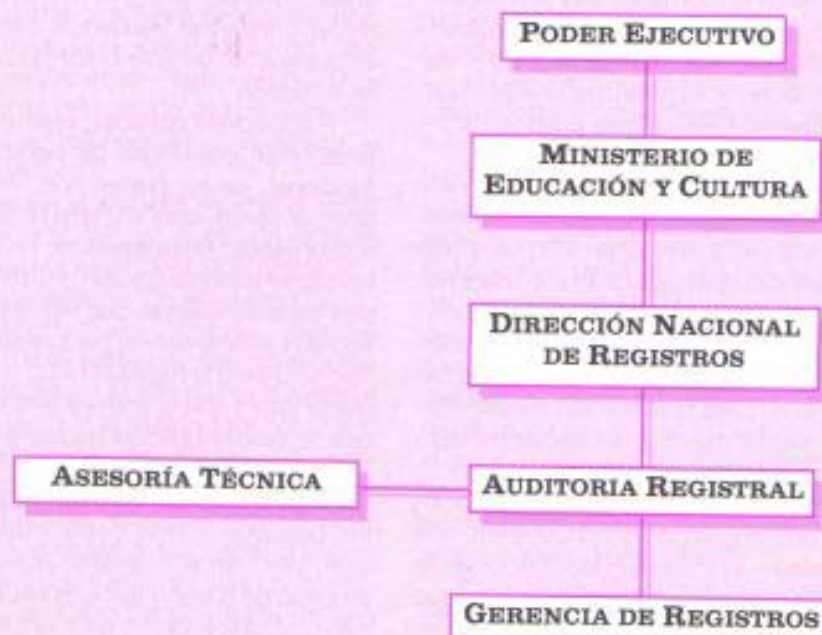 PODER EJECUTIVO
MINISTERIO DE
EDUCACIÓN Y CULTURA
DIRECCIÓN NACIONAL
DE REGISTROS
ASESORÍA TÉCNICA
AUDITORIA REGISTRAL
GERENCIA DE REGISTROS